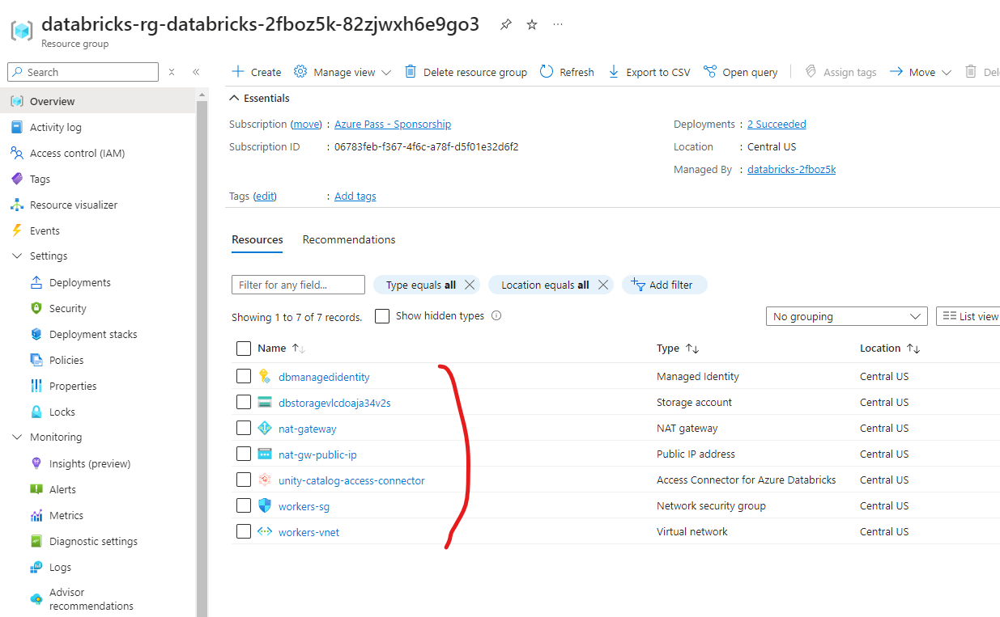 databricks-rg-databricks-2fboz5k-82zjwxh6e9go3
Resource group
Search
Create Manage view Delete resource group Refresh Export to CSV Open query Assign tags Move
Overview
Activity log
Access control (IAM)
Tags
Resource visualizer
Events
Settings
Deployments
Security
Deployment stacks
Policies
Properties
Locks
Monitoring
Insights (preview)
Alerts
Metrics
Diagnostic settings
Logs
Advisor
recommendations
Essentials
Subscription (move) : Azure Pass - Sponsorship
Subscription ID : 06783feb-f367-4f6c-a78f-d5f01e32d6f2
Deployments : 2 Succeeded
Location : Central US
Managed By : databricks-2fboz5k
Tags (edit) : Add tags
Resources Recommendations
Filter for any field... Type equals all Location equals all Add filter
Showing 1 to 7 of 7 records. Show hidden types No grouping List view
Name Type Location
dbmanagedidentity Managed Identity Central US
dbstoragevlcdoaja34v2s Storage account Central US
nat-gateway NAT gateway Central US
nat-gw-public-ip Public IP address Central US
unity-catalog-access-connector Access Connector for Azure Databricks Central US
workers-sg Network security group Central US
workers-vnet Virtual network Central US